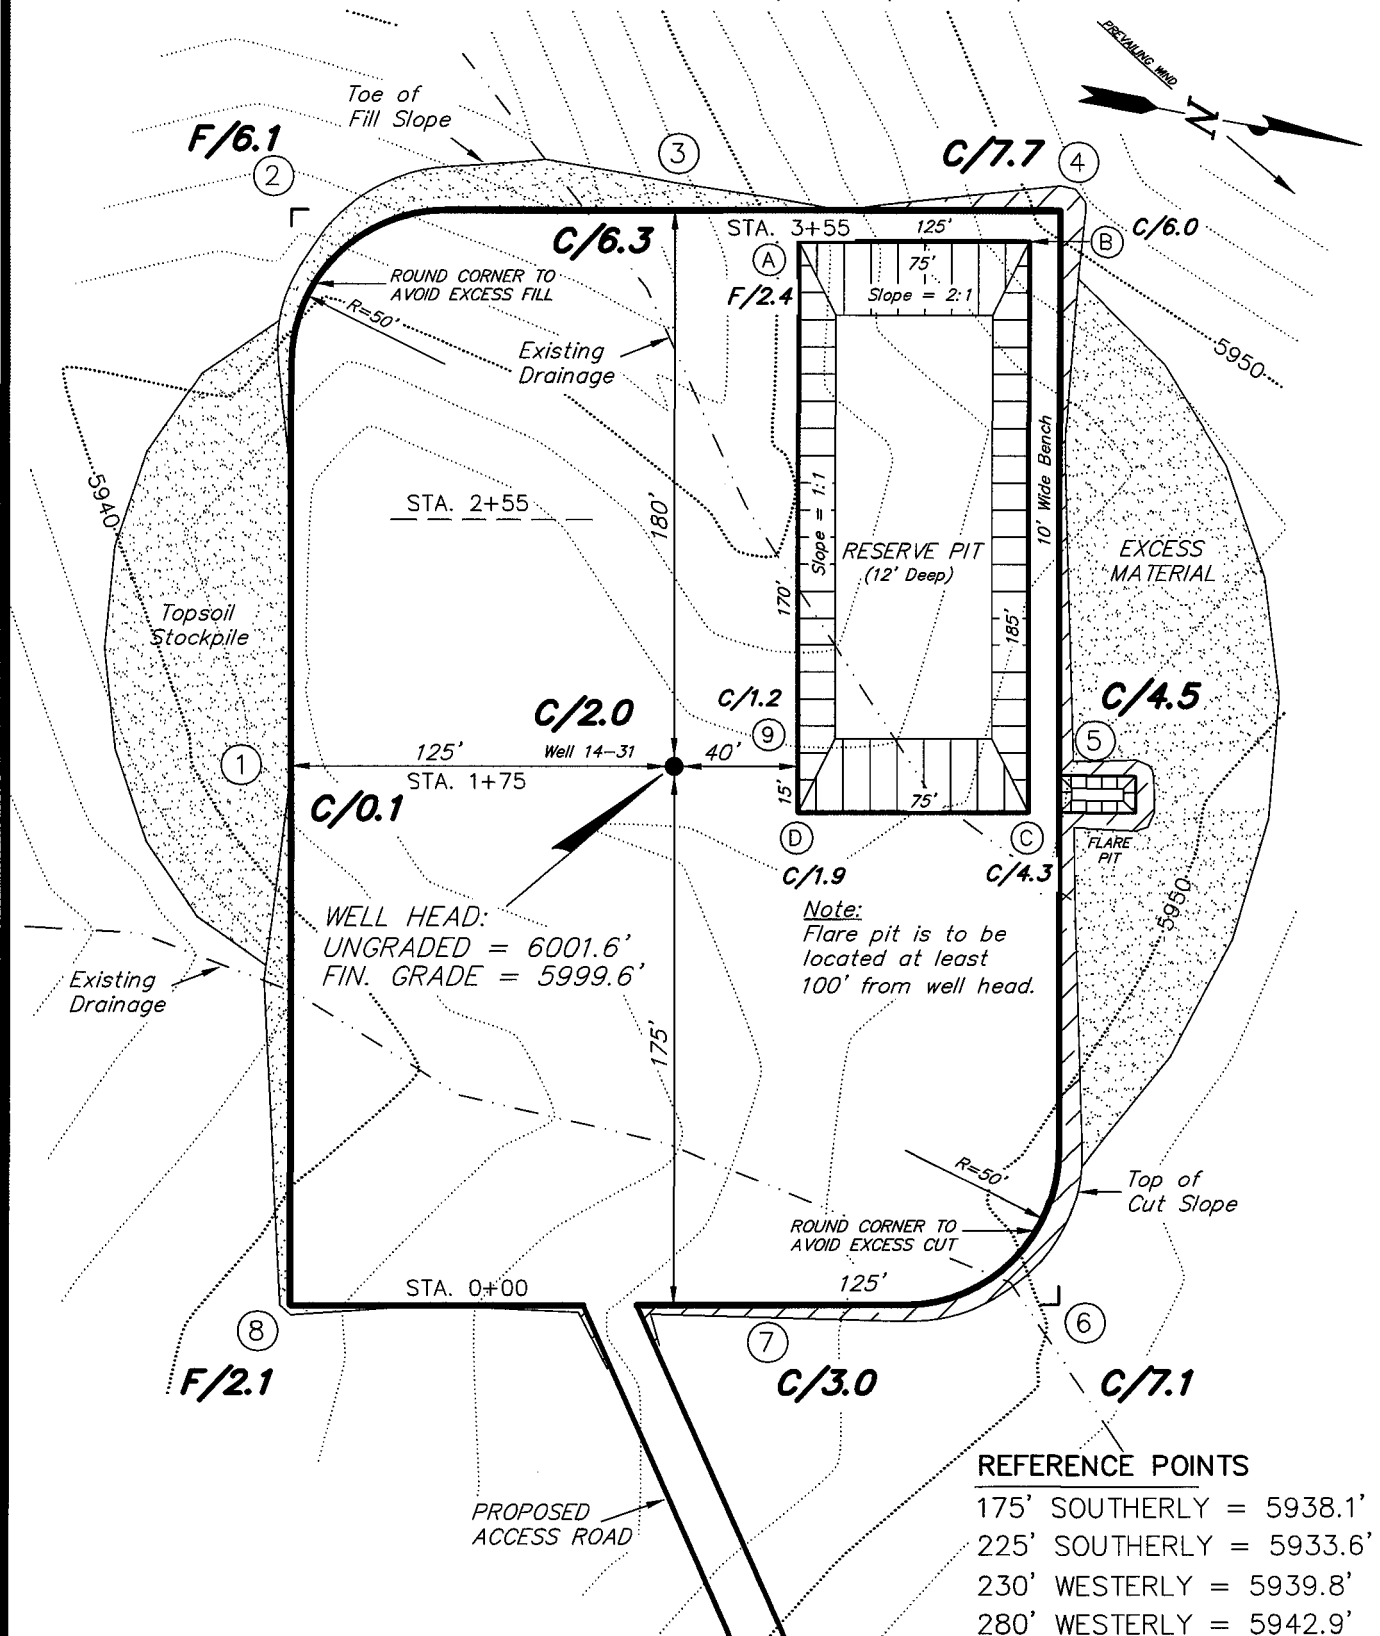 PREVAILING WIND
N
Toe of
Fill Slope
F/6.1
2
3
C/7.7
4
C/6.3
STA. 3+55
125'
B
C/6.0
A
75'
F/2.4
Slope = 2:1
ROUND CORNER TO
AVOID EXCESS FILL
R=50'
Existing
Drainage
5950
5940
STA. 2+55
180'
Slope = 1:1
10' Wide Bench
RESERVE PIT
(12' Deep)
170'
185'
EXCESS
MATERIAL
Topsoil
Stockpile
C/1.2
C/4.5
C/2.0
9
5
1
125'
Well 14-31
40'
STA. 1+75
C/0.1
15'
75'
D
C
FLARE
PIT
C/1.9
C/4.3
5950
WELL HEAD:
UNGRADED = 6001.6'
FIN. GRADE = 5999.6'
Note:
Flare pit is to be
located at least
100' from well head.
Existing
Drainage
175'
R=50'
Top of
Cut Slope
ROUND CORNER TO
AVOID EXCESS CUT
STA. 0+00
125'
8
7
6
F/2.1
C/3.0
C/7.1
PROPOSED
ACCESS ROAD
REFERENCE POINTS
175' SOUTHERLY = 5938.1'
225' SOUTHERLY = 5933.6'
230' WESTERLY = 5939.8'
280' WESTERLY = 5942.9'